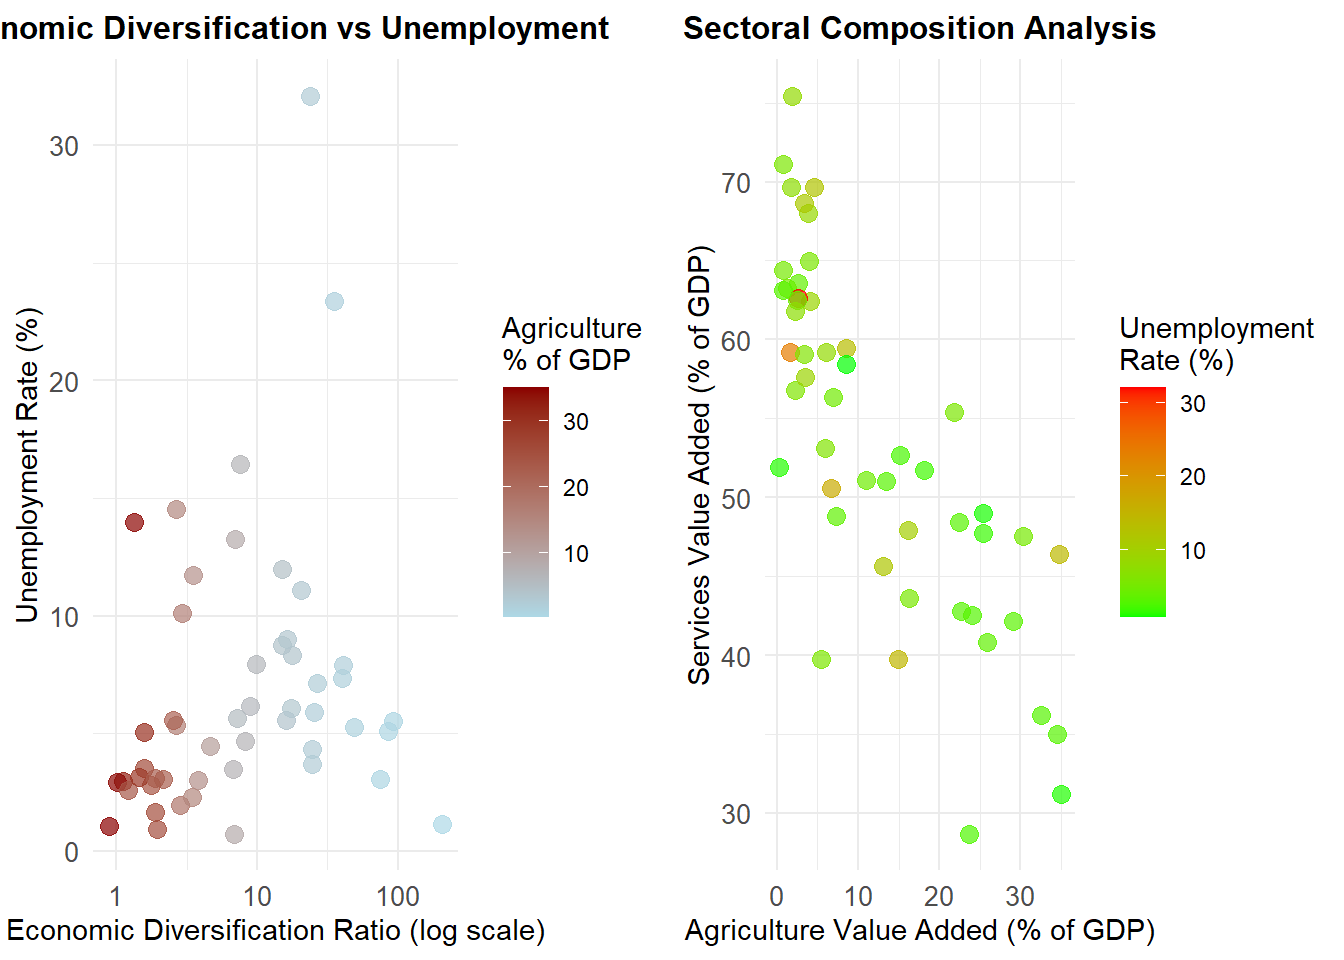 nomic Diversification vs Unemployment
Unemployment Rate (%)
30
20
10
0
1
10
100
Economic Diversification Ratio (log scale)
Agriculture
% of GDP
30
20
10
Sectoral Composition Analysis
Services Value Added (% of GDP)
70
60
50
40
30
0
10
20
30
Agriculture Value Added (% of GDP)
Unemployment
Rate (%)
30
20
10